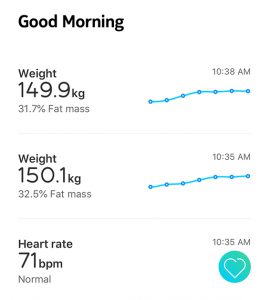 Good Morning
Weight
10:38 AM
149.9kg
31.7% Fat mass
Weight
10:35 AM
150.1kg
32.5% Fat mass
Heart rate
10:35 AM
71bpm
Normal